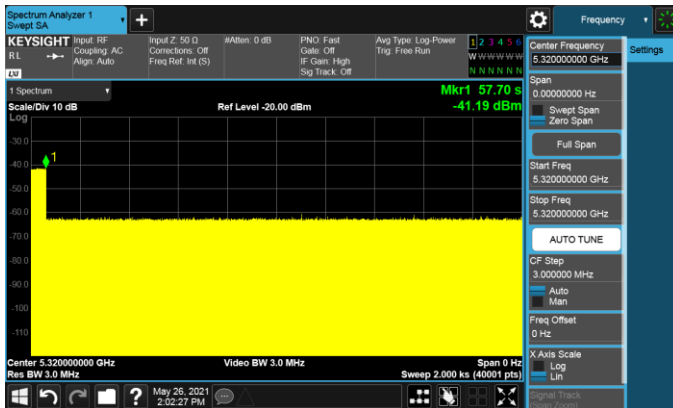 Spectrum Analyzer 1
Swept SA
Frequency
KEYSIGHT
RL
Input: RF
Coupling: AC
Align: Auto
Input Z: 50 Ω
Corrections: Off
Freq Ref: Int (S)
#Atten: 0 dB
PNO: Fast
Gate: Off
IF Gain: High
Sig Track: Off
Avg Type: Log-Power
Trig: Free Run
1 2 3 4 5 6
W W W W W W
N N N N N N
1 Spectrum
Scale/Div 10 dB
Log
Ref Level -20.00 dBm
Mkr1 57.70 s
-41.19 dBm
1
-30.0
-40.0
-50.0
-60.0
-70.0
-80.0
-90.0
-100
-110
Center 5.320000000 GHz
Res BW 3.0 MHz
Video BW 3.0 MHz
Span 0 Hz
Sweep 2.000 ks (40001 pts)
Center Frequency
5.320000000 GHz
Settings
Span
0.00000000 Hz
Swept Span
Zero Span
Full Span
Start Freq
5.320000000 GHz
Stop Freq
5.320000000 GHz
AUTO TUNE
CF Step
3.000000 MHz
Auto
Man
Freq Offset
0 Hz
X Axis Scale
Log
Lin
Signal Track
(Span Zoom)
May 26, 2021
2:02:27 PM